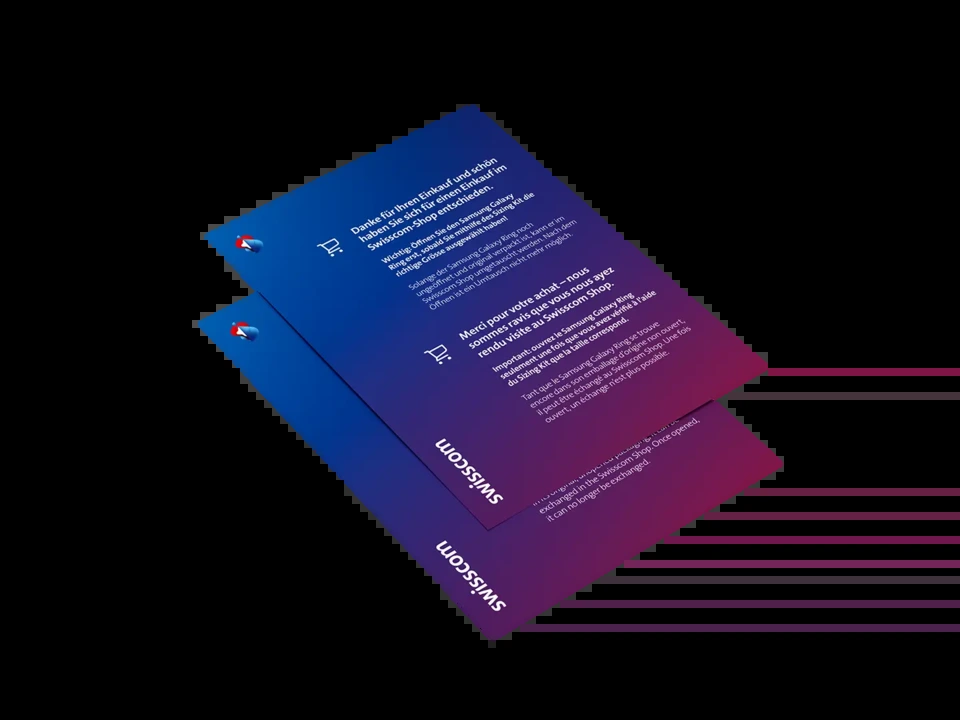 Danke für Ihren Einkauf und schön
haben Sie sich für einen Einkauf im
Swisscom-Shop entschieden.
Wichtig: Öffnen Sie den Samsung Galaxy
Ring erst, sobald Sie mithilfe des Sizing Kit die
richtige Grösse ausgewählt haben!
Solange der Samsung Galaxy Ring noch
ungeöffnet und original verpackt ist, kann er im
Swisscom Shop umgetauscht werden. Nach dem
Öffnen ist ein Umtausch nicht mehr möglich.
Merci pour votre achat – nous
sommes ravis que vous nous ayez
rendu visite au Swisscom Shop.
Important: ouvrez le Samsung Galaxy Ring
seulement une fois que vous avez vérifié à l'aide
du Sizing Kit que la taille correspond.
Tant que le Samsung Galaxy Ring se trouve
encore dans son emballage d'origine non ouvert,
il peut être échangé au Swisscom Shop. Une fois
ouvert, un échange n'est plus possible.
swisscom
exchanged in the Swisscom Shop. Once opened,
it can no longer be exchanged.
swisscom